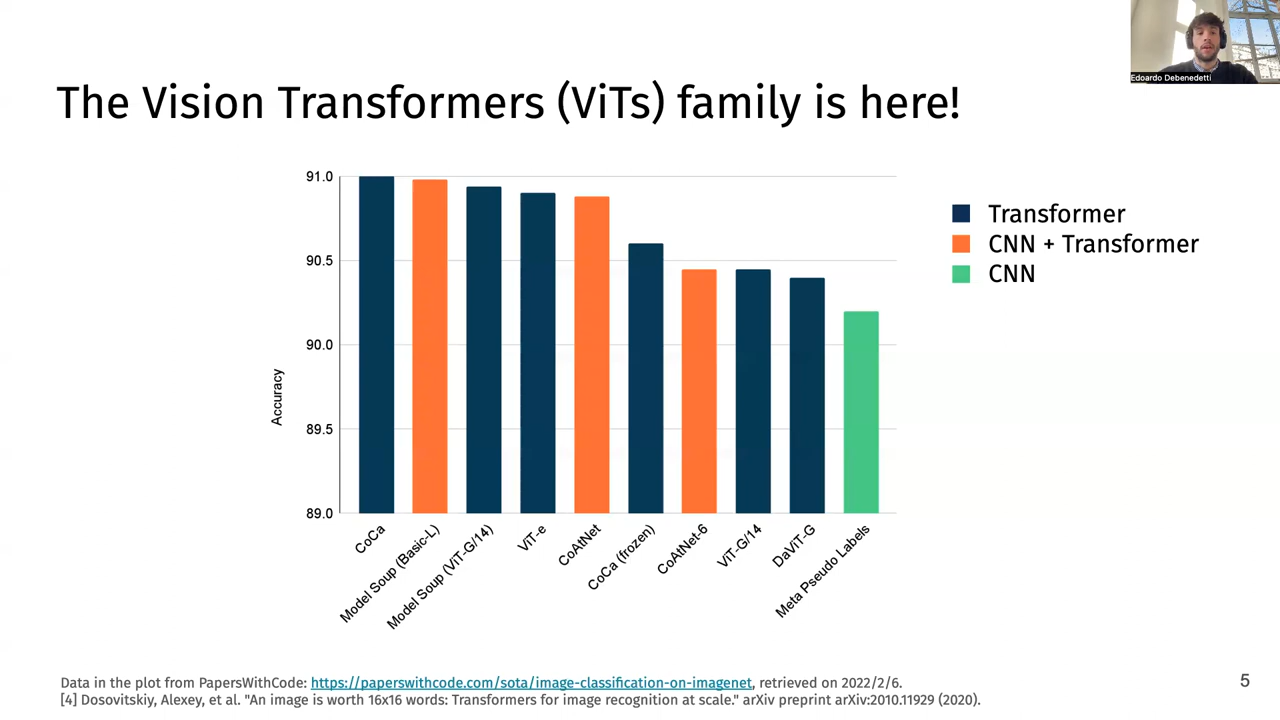 Edoardo Debenedetti
The Vision Transformers (ViTs) family is here!
91.0
90.5
90.0
89.5
89.0
Accuracy
CoCa
Model Soup (Basic-L)
Model Soup (ViT-G/14)
ViT-e
CoAtNet
CoCa (frozen)
CoAtNet-6
ViT-G/14
DaViT-G
Meta Pseudo Labels
Transformer
CNN + Transformer
CNN
Data in the plot from PapersWithCode: https://paperswithcode.com/sota/image-classification-on-imagenet, retrieved on 2022/2/6.
[4] Dosovitskiy, Alexey, et al. "An image is worth 16x16 words: Transformers for image recognition at scale." arXiv preprint arXiv:2010.11929 (2020).
5